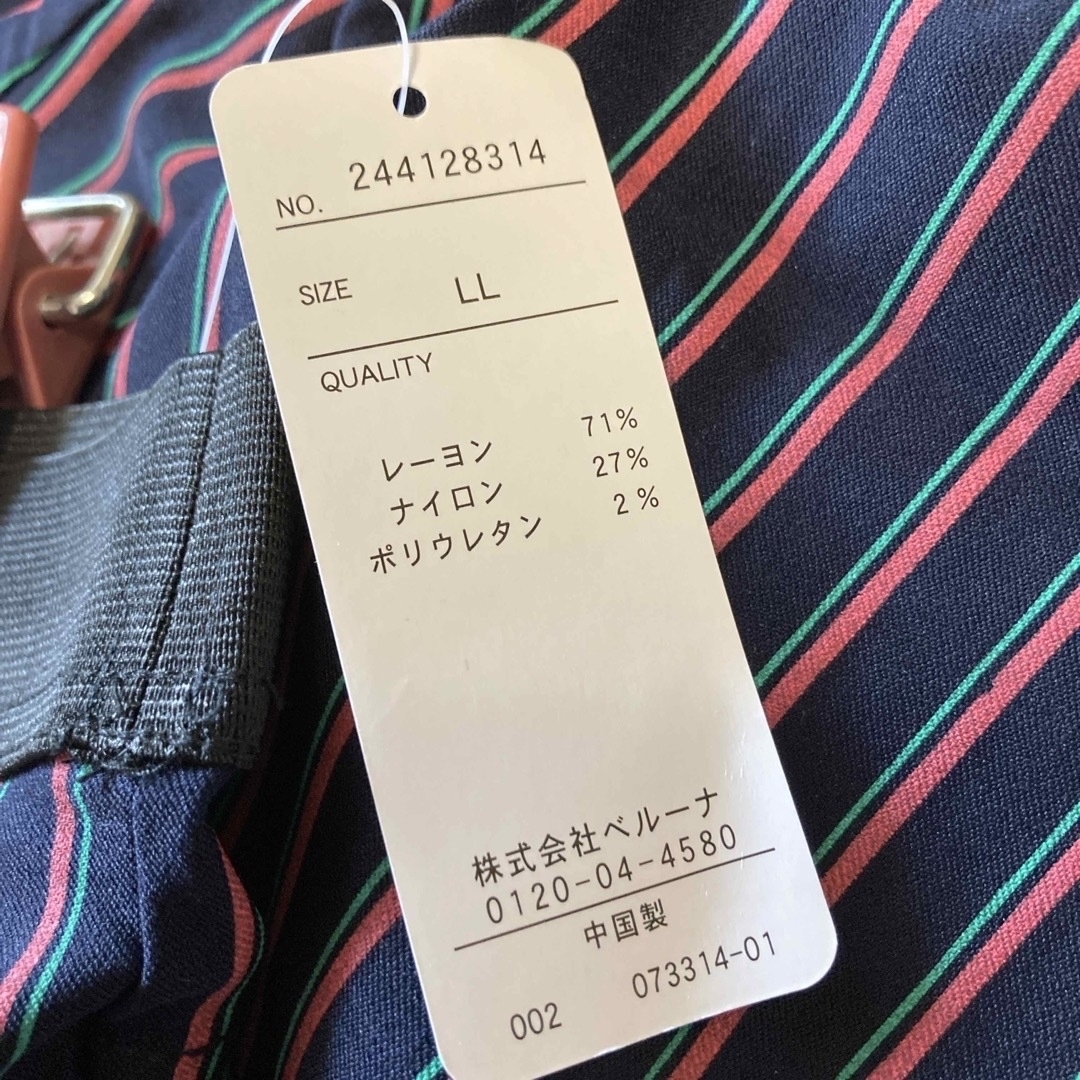 NO. 244128314
SIZE LL
QUALITY
レーヨン 71%
ナイロン 27%
ポリウレタン 2%
株式会社ベルーナ
0120-04-4580
中国製
002 073314-01